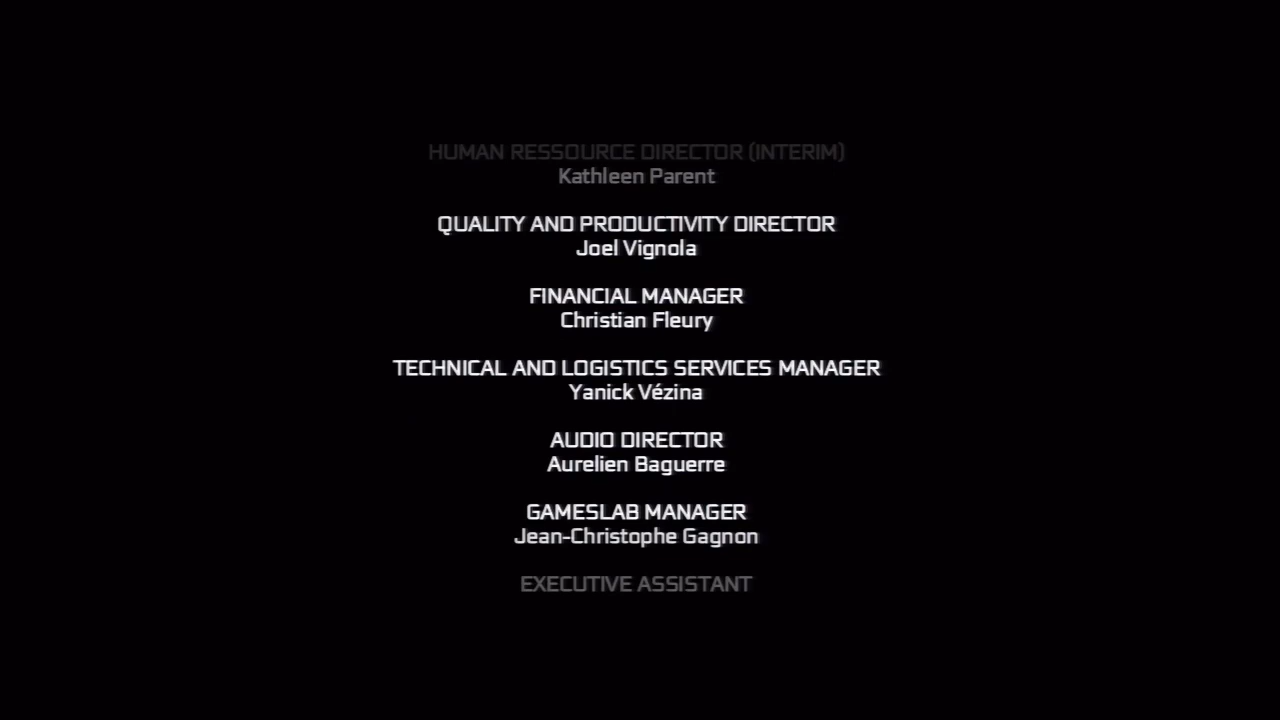 HUMAN RESSOURCE DIRECTOR (INTERIM)
Kathleen Parent
QUALITY AND PRODUCTIVITY DIRECTOR
Joel Vignola
FINANCIAL MANAGER
Christian Fleury
TECHNICAL AND LOGISTICS SERVICES MANAGER
Yanick Vézina
AUDIO DIRECTOR
Aurelien Baguerre
GAMESLAB MANAGER
Jean-Christophe Gagnon
EXECUTIVE ASSISTANT